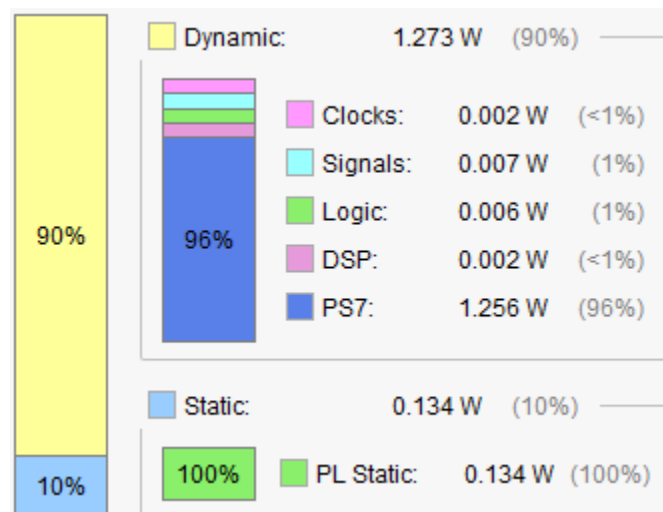 Dynamic: 1.273 W (90%)
Clocks: 0.002 W (<1%)
Signals: 0.007 W (1%)
Logic: 0.006 W (1%)
90%
96%
DSP: 0.002 W (<1%)
PS7: 1.256 W (96%)
Static: 0.134 W (10%)
10%
100%
PL Static: 0.134 W (100%)